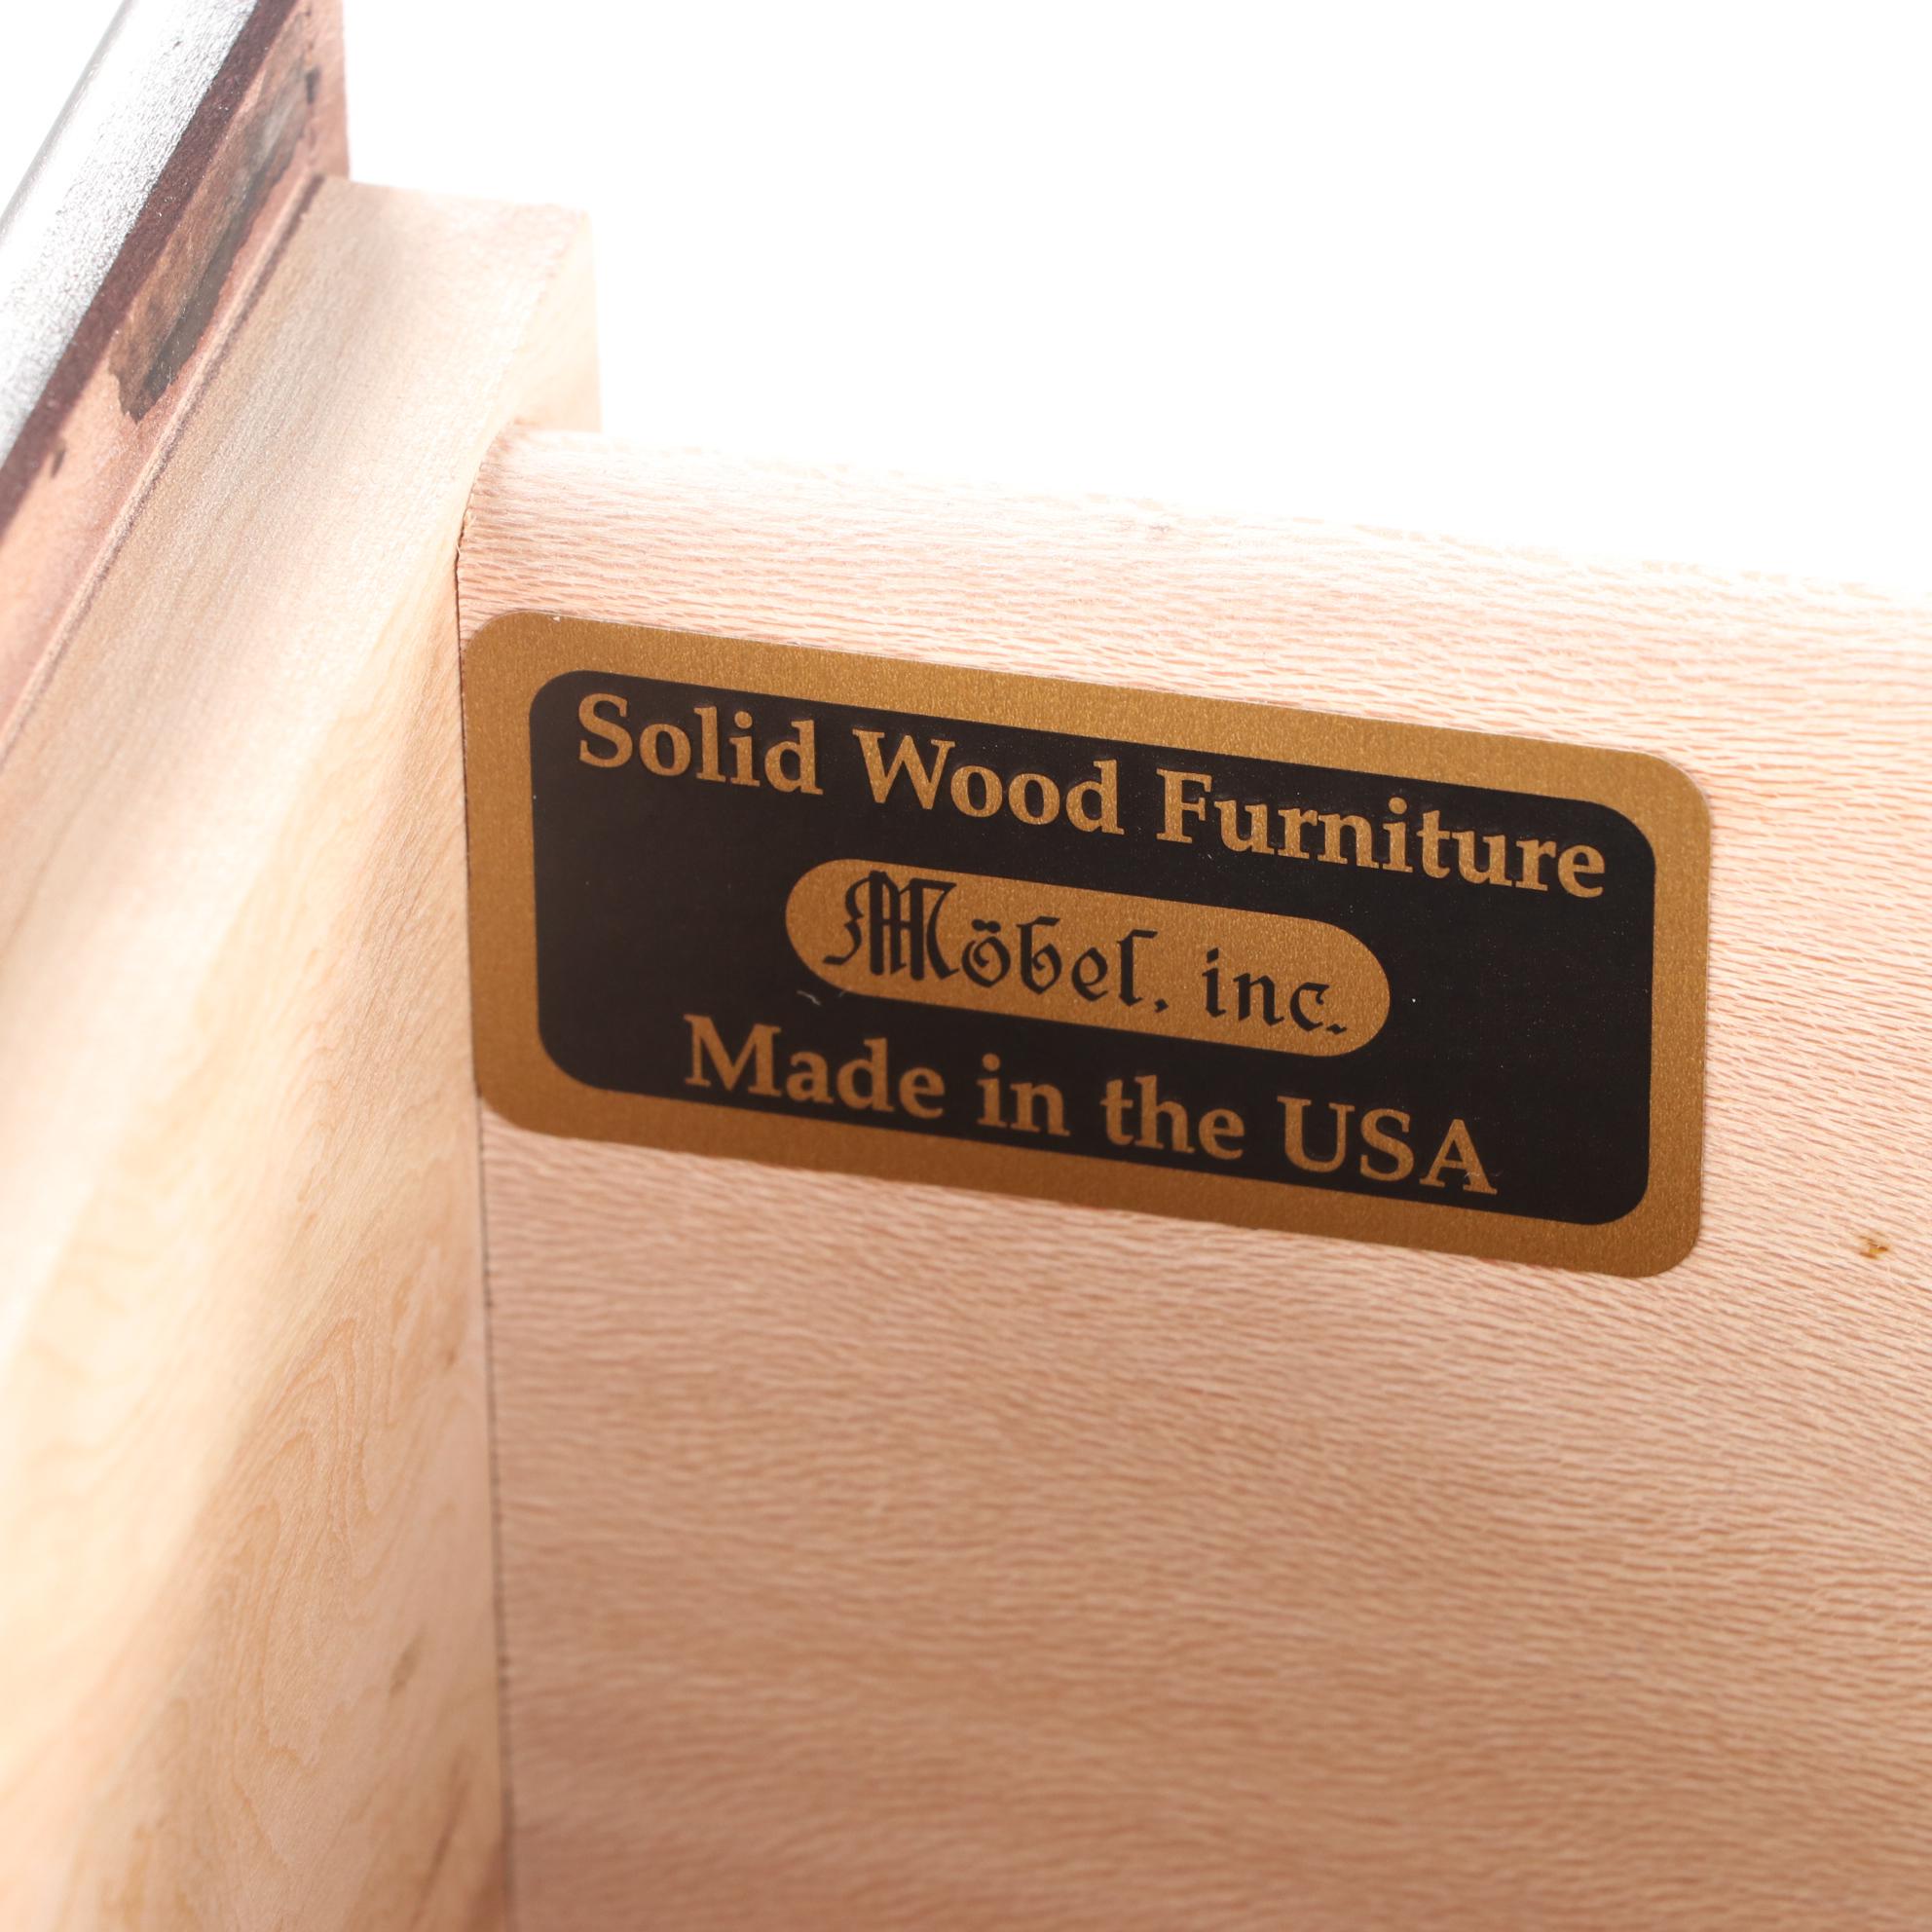 Solid Wood Furniture
Möbel, inc.
Made in the USA